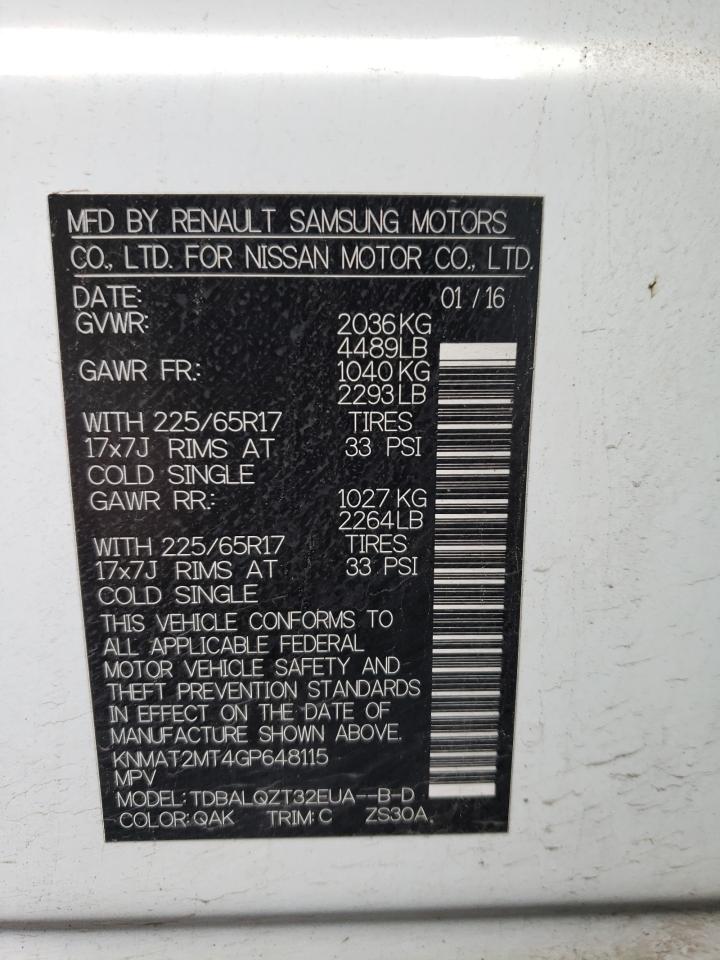 MFD BY RENAULT SAMSUNG MOTORS
CO., LTD. FOR NISSAN MOTOR CO., LTD.
DATE: 01 / 16
GVWR: 2036KG
4489LB
GAWR FR.: 1040KG
2293LB
WITH 225/65R17 TIRES
17x7J RIMS AT 33 PSI
COLD SINGLE
GAWR RR.: 1027KG
2264LB
WITH 225/65R17 TIRES
17x7J RIMS AT 33 PSI
COLD SINGLE
THIS VEHICLE CONFORMS TO
ALL APPLICABLE FEDERAL
MOTOR VEHICLE SAFETY AND
THEFT PREVENTION STANDARDS
IN EFFECT ON THE DATE OF
MANUFACTURE SHOWN ABOVE.
KNMAT2MT4GP648115
MPV
MODEL: TDBALQZT32EUA--B-D
COLOR: QAK TRIM: C ZS30A